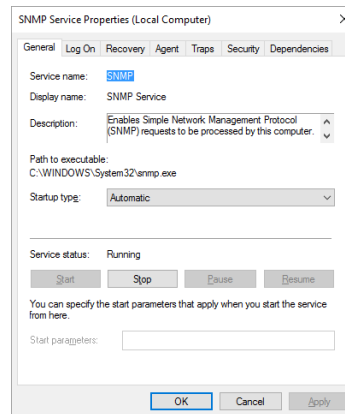 SNMP Service Properties (Local Computer)
General Log On Recovery Agent Traps Security Dependencies
Service name: SNMP
Display name: SNMP Service
Description: Enables Simple Network Management Protocol
(SNMP) requests to be processed by this computer.
Path to executable:
C:\WINDOWS\System32\snmp.exe
Startup type: Automatic
Service status: Running
Start Stop Pause Resume
You can specify the start parameters that apply when you start the service
from here.
Start parameters:
OK Cancel Apply